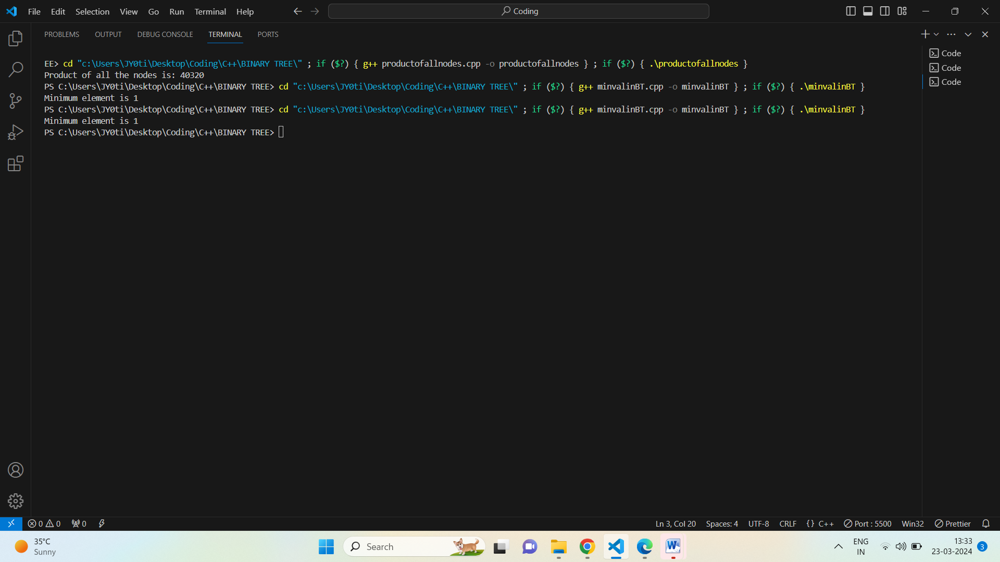 File Edit Selection View Go Run Terminal Help
Coding
PROBLEMS OUTPUT DEBUG CONSOLE TERMINAL PORTS
EE> cd "c:\Users\JY0ti\Desktop\Coding\C++\BINARY TREE\" ; if ($?) { g++ productofallnodes.cpp -o productofallnodes } ; if ($?) { .\productofallnodes }
Product of all the nodes is: 40320
PS C:\Users\JY0ti\Desktop\Coding\C++\BINARY TREE> cd "c:\Users\JY0ti\Desktop\Coding\C++\BINARY TREE\" ; if ($?) { g++ minvalinBT.cpp -o minvalinBT } ; if ($?) { .\minvalinBT }
Minimum element is 1
PS C:\Users\JY0ti\Desktop\Coding\C++\BINARY TREE> cd "c:\Users\JY0ti\Desktop\Coding\C++\BINARY TREE\" ; if ($?) { g++ minvalinBT.cpp -o minvalinBT } ; if ($?) { .\minvalinBT }
Minimum element is 1
PS C:\Users\JY0ti\Desktop\Coding\C++\BINARY TREE>
Code
Code
Code
0 0 0 Ln 3, Col 20 Spaces: 4 UTF-8 CRLF {} C++ Port : 5500 Win32 Prettier
35°C
Sunny
Search
W
ENG
IN
13:33
23-03-2024
3